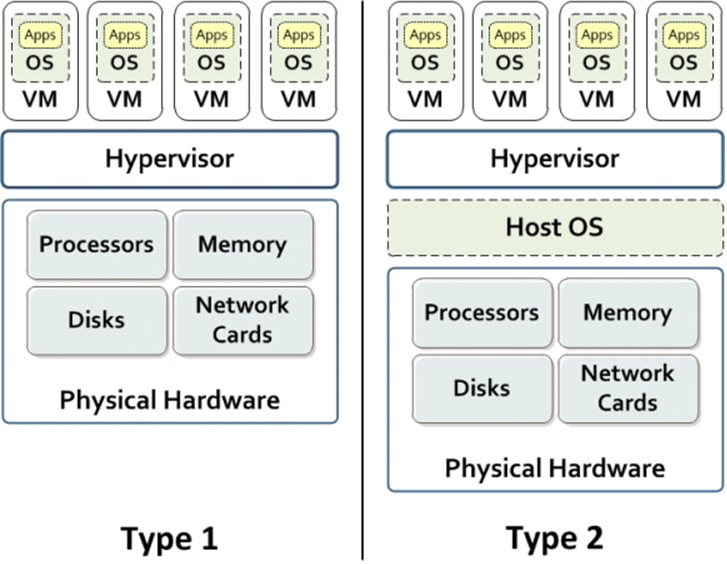 Apps
OS
VM
Apps
OS
VM
Apps
OS
VM
Apps
OS
VM
Hypervisor
Processors
Memory
Disks
Network
Cards
Physical Hardware
Type 1
Apps
OS
VM
Apps
OS
VM
Apps
OS
VM
Apps
OS
VM
Hypervisor
Host OS
Processors
Memory
Disks
Network
Cards
Physical Hardware
Type 2